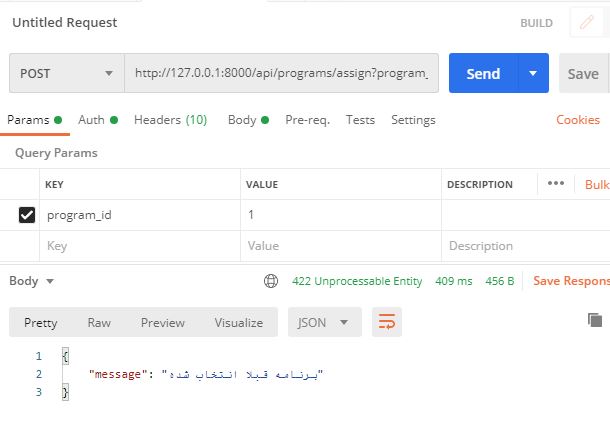 Untitled Request BUILD
POST http://127.0.0.1:8000/api/programs/assign?program_ Send Save
Params Auth Headers (10) Body Pre-req. Tests Settings Cookies
Query Params
KEY VALUE DESCRIPTION ••• Bulk
program_id 1
Key Value Description
Body 422 Unprocessable Entity 409 ms 456 B Save Respons
Pretty Raw Preview Visualize JSON
1 {
2 "message": "برنامه قبلا انتخاب شده"
3 }